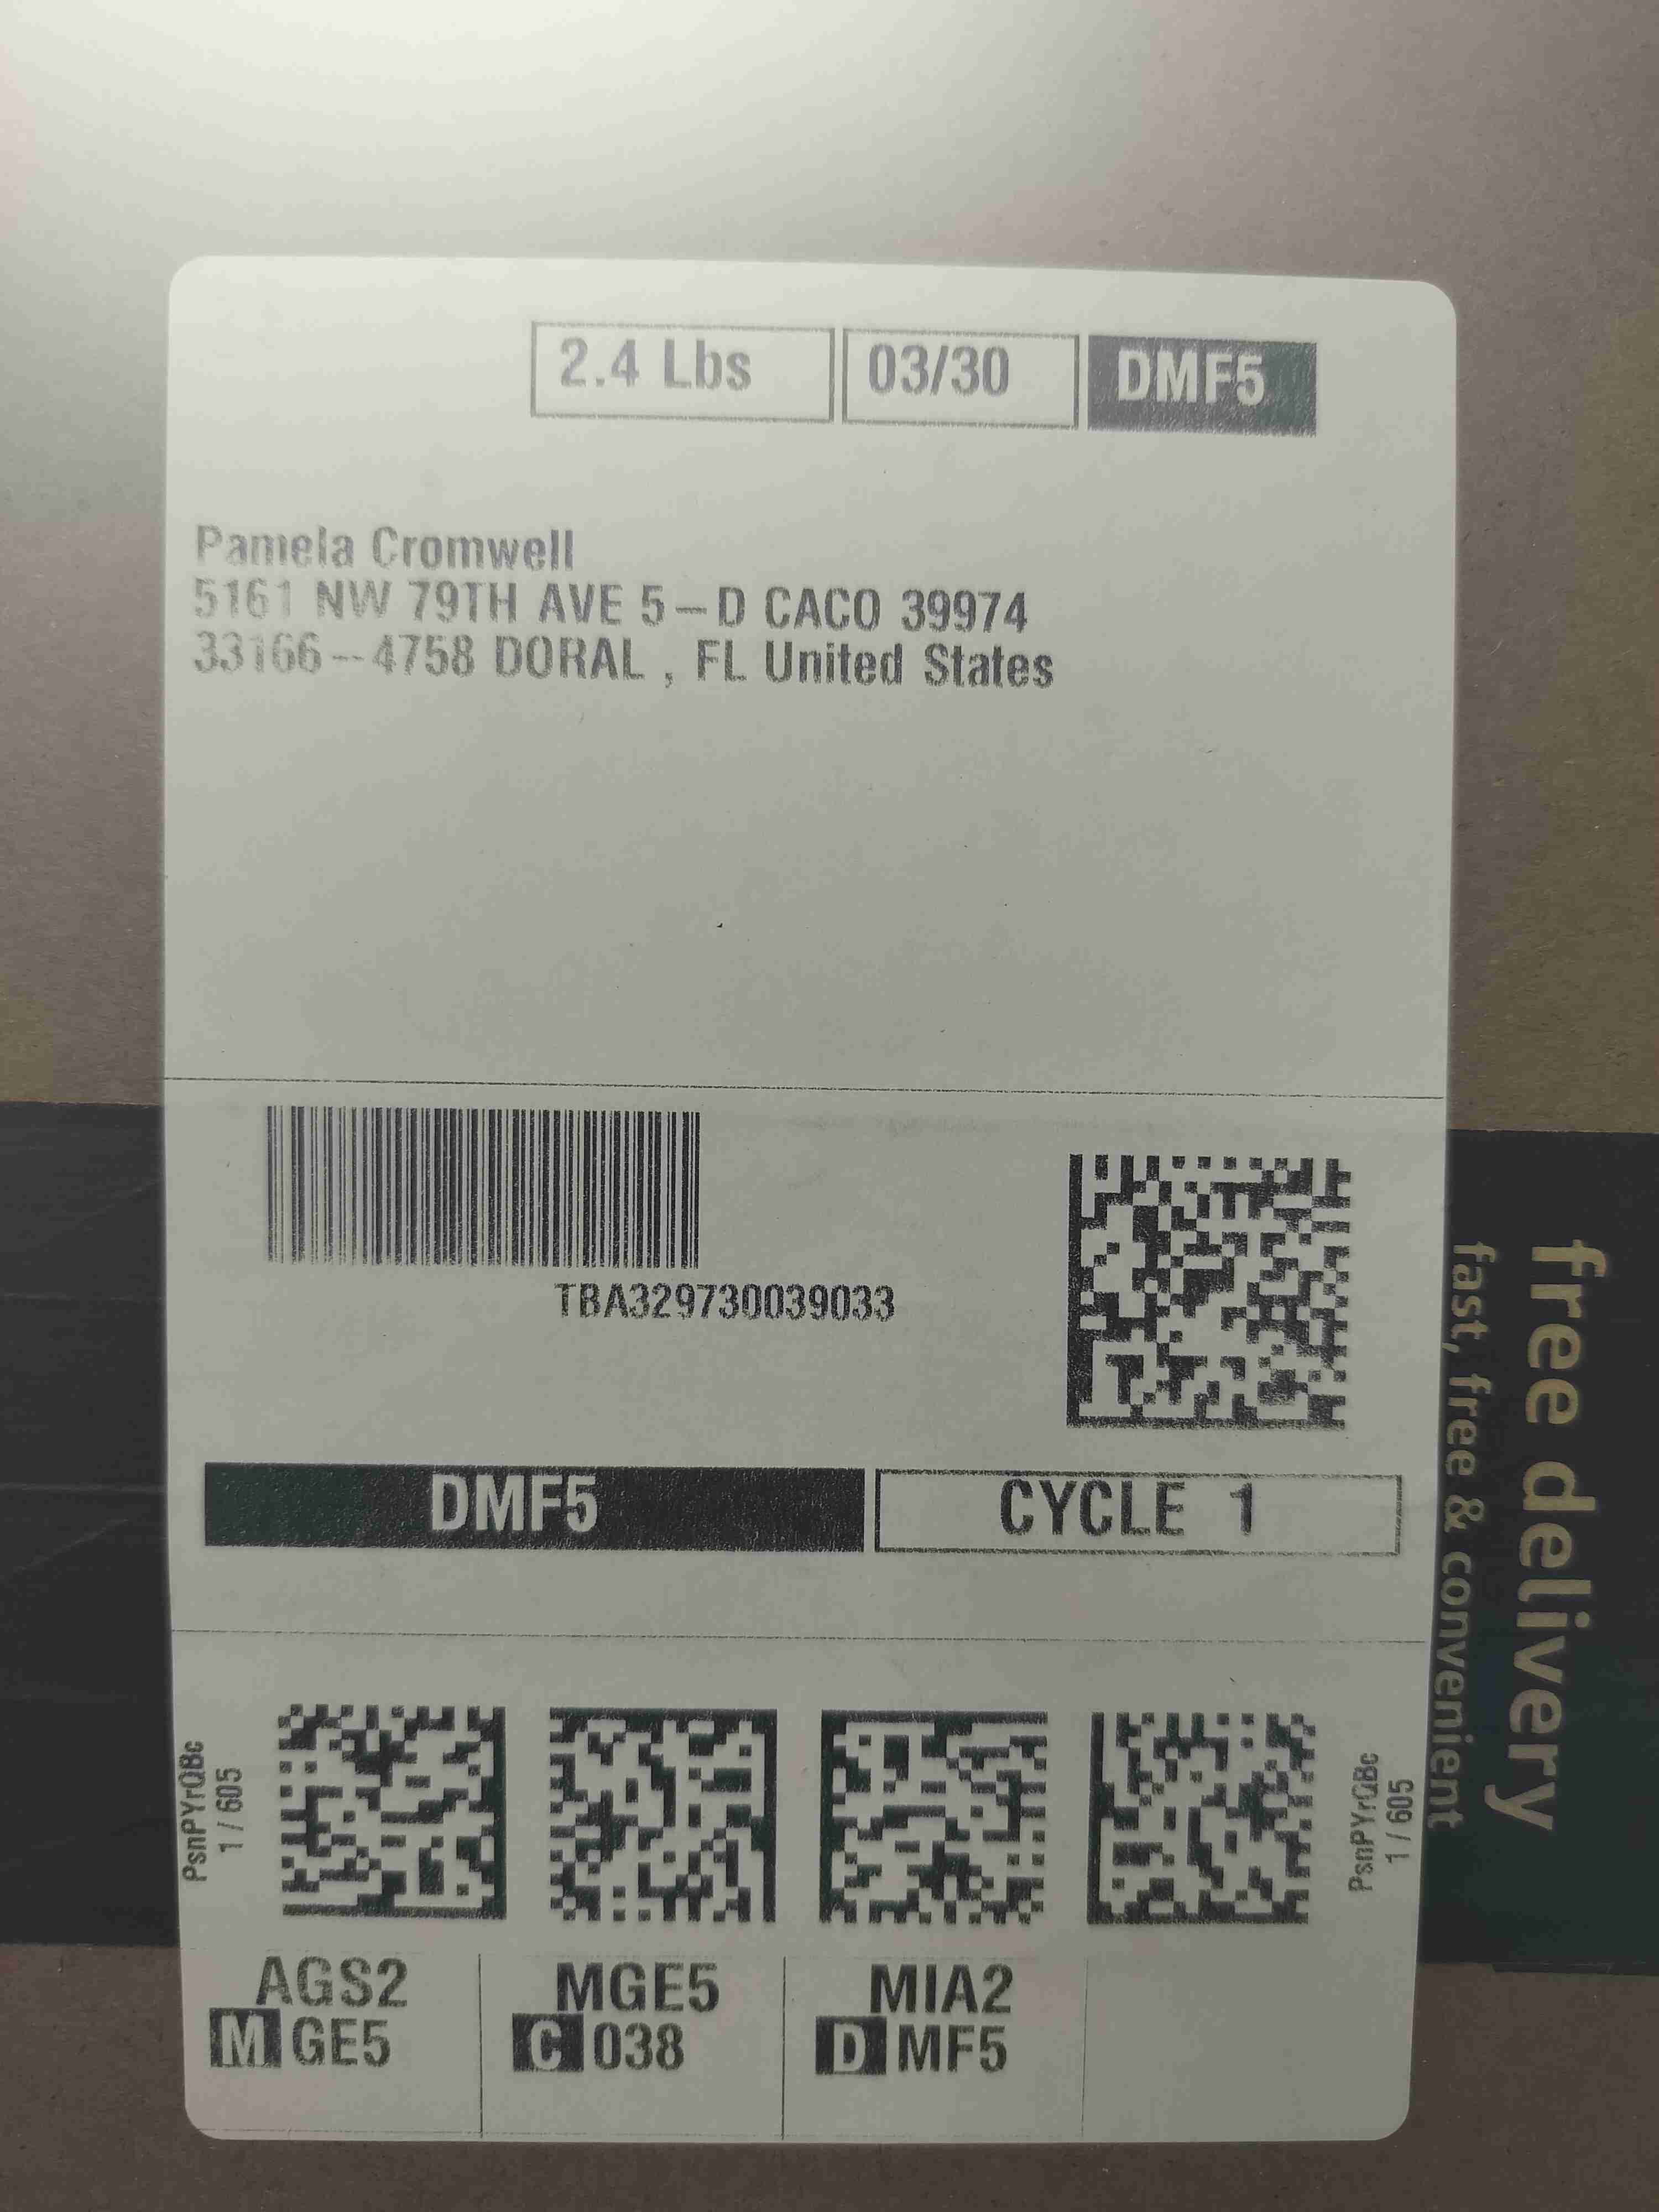 2.4 Lbs 03/30 DMF5
Pamela Cromwell
5161 NW 79TH AVE 5-D CACO 39974
33166--4758 DORAL , FL United States
TBA329730039033
DMF5 CYCLE 1
free delivery
fast, free & convenient
PsnPYrQBc
1/605
PsnPYrQBc
1/605
AGS2 MGE5 MIA2
M GE5 C 038 D MF5